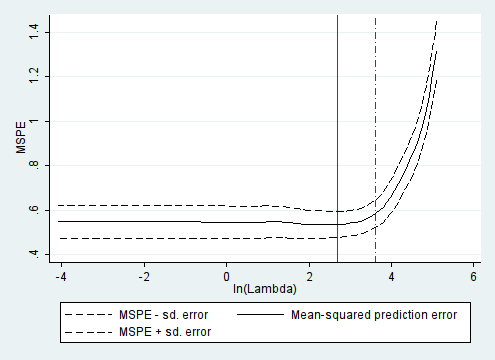 MSPE
1.4
1.2
1
.8
.6
.4
-4 -2 0 2 4 6
ln(Lambda)
MSPE - sd. error Mean-squared prediction error
MSPE + sd. error